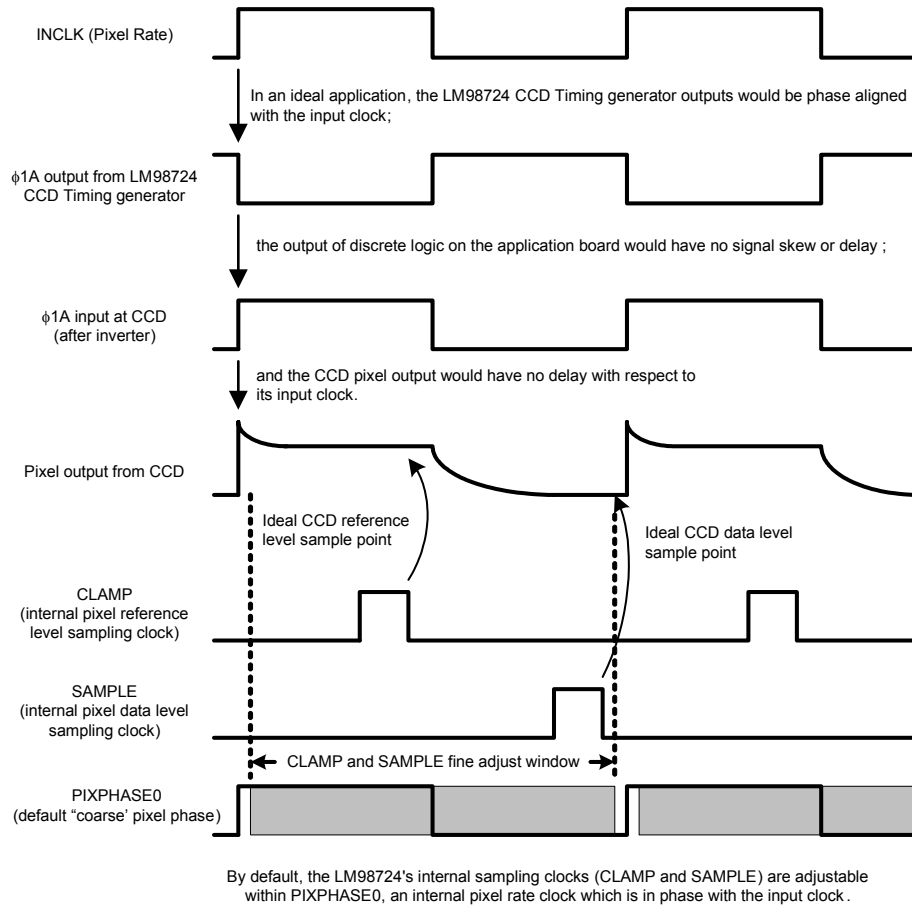 INCLK (Pixel Rate)
In an ideal application, the LM98724 CCD Timing generator outputs would be phase aligned
with the input clock;
ϕ1A output from LM98724
CCD Timing generator
the output of discrete logic on the application board would have no signal skew or delay ;
ϕ1A input at CCD
(after inverter)
and the CCD pixel output would have no delay with respect to
its input clock.
Pixel output from CCD
Ideal CCD reference
level sample point
Ideal CCD data level
sample point
CLAMP
(internal pixel reference
level sampling clock)
SAMPLE
(internal pixel data level
sampling clock)
CLAMP and SAMPLE fine adjust window
PIXPHASE0
(default “coarse’ pixel phase)
By default, the LM98724's internal sampling clocks (CLAMP and SAMPLE) are adjustable
within PIXPHASE0, an internal pixel rate clock which is in phase with the input clock .